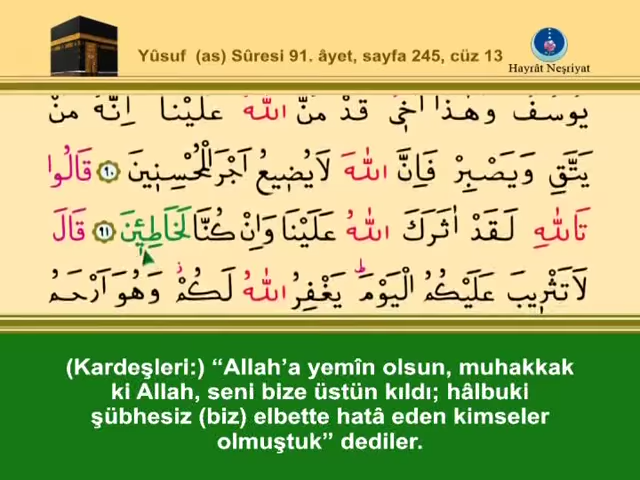 Yûsuf (as) Sûresi 91. âyet, sayfa 245, cüz 13
Hayrât Neşriyat
يُوسُفُ وَهٰذَا اَخٖي قَدْ مَنَّ اللّٰهُ عَلَيْنَا اِنَّهُ مَنْ
يَتَّقِ وَيَصْبِرْ فَاِنَّ اللّٰهَ لَا يُضٖيعُ اَجْرَ الْمُحْسِنٖينَ ٩٠ قَالُوا
تَاللّٰهِ لَقَدْ اٰثَرَكَ اللّٰهُ عَلَيْنَا وَاِنْ كُنَّا لَخَاطِئٖينَ ٩١ قَالَ
لَا تَثْرٖيبَ عَلَيْكُمُ الْيَوْمَ يَغْفِرُ اللّٰهُ لَكُمْ وَهُوَ اَرْحَمُ
(Kardeşleri:) “Allah’a yemîn olsun, muhakkak
ki Allah, seni bize üstün kıldı; hâlbuki
şübhesiz (biz) elbette hatâ eden kimseler
olmuştuk” dediler.